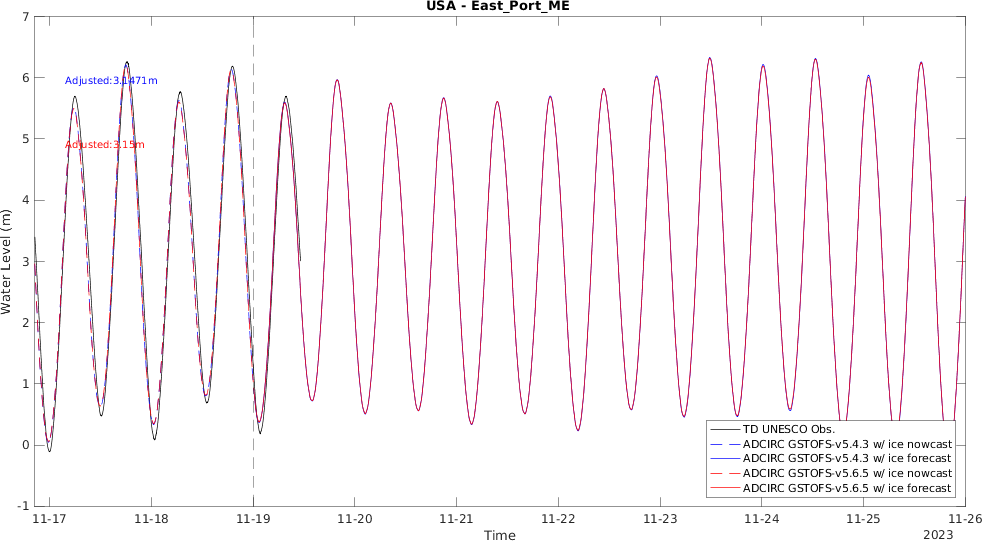 USA - East_Port_ME
7
6
5
4
3
2
1
0
-1
Water Level (m)
Adjusted:3.1471m
Adjusted:3.15m
TD UNESCO Obs.
ADCIRC GSTOFS-v5.4.3 w/ ice nowcast
ADCIRC GSTOFS-v5.4.3 w/ ice forecast
ADCIRC GSTOFS-v5.6.5 w/ ice nowcast
ADCIRC GSTOFS-v5.6.5 w/ ice forecast
11-17 11-18 11-19 11-20 11-21 11-22 11-23 11-24 11-25 11-26
Time
2023